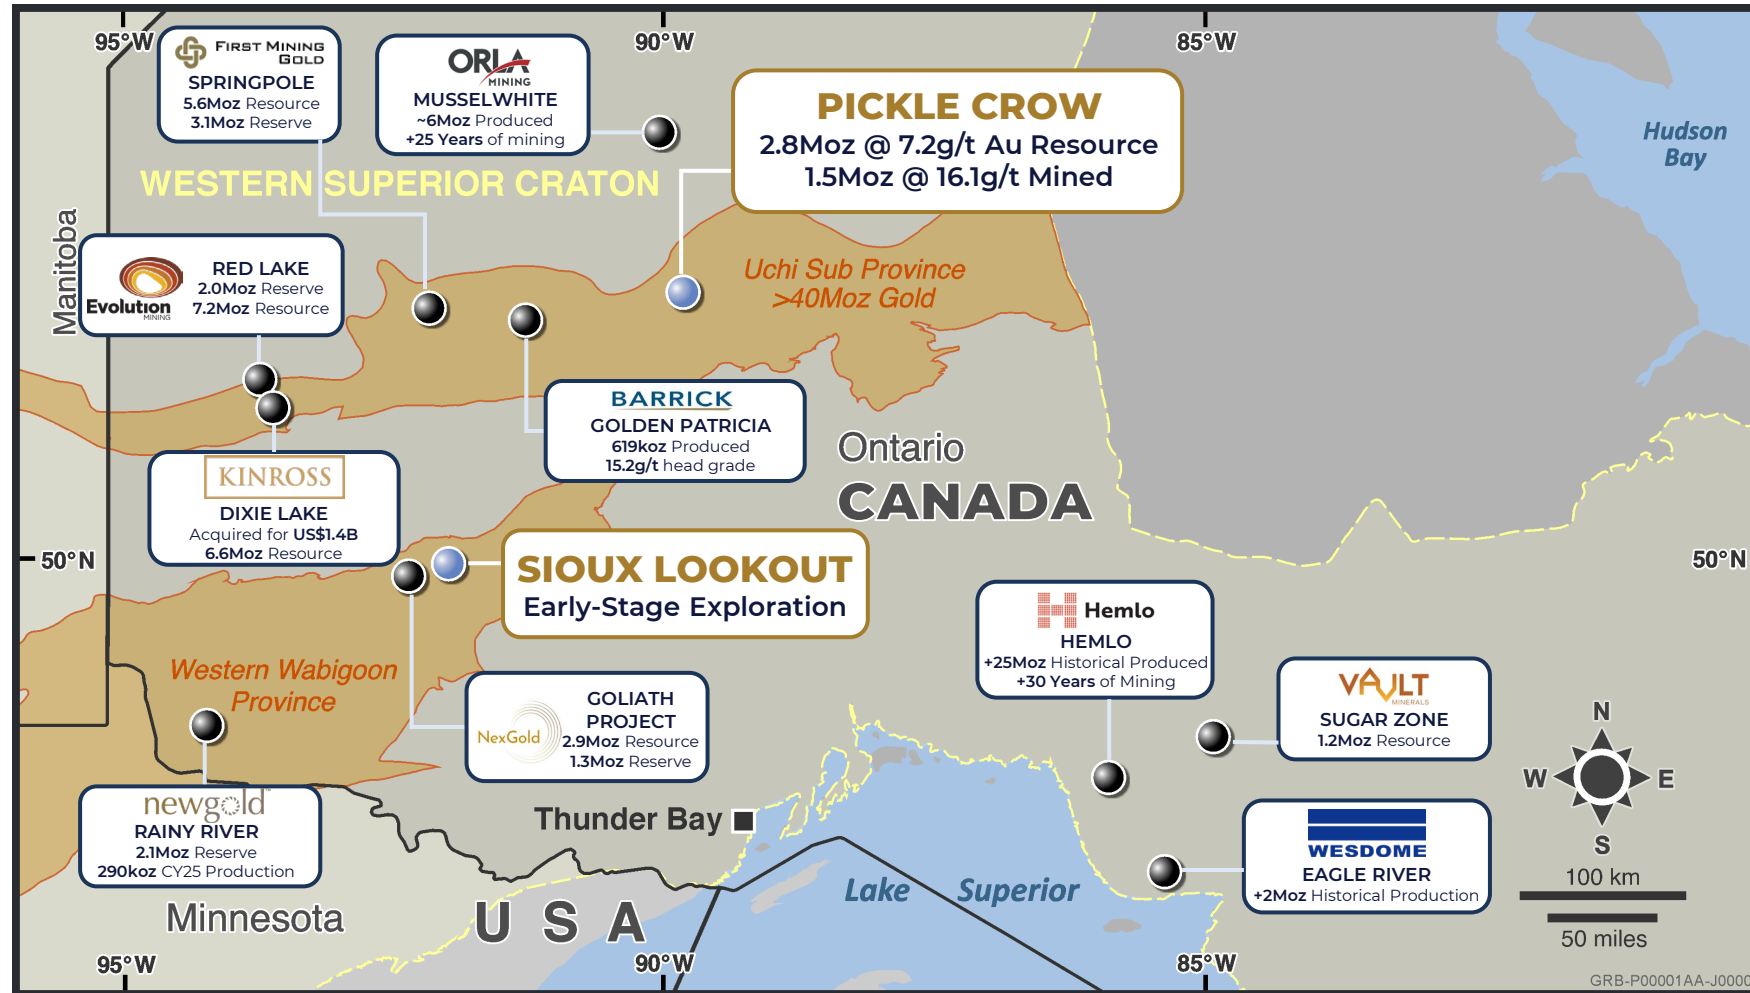 95°W
90°W
85°W
FIRST MINING
GOLD
SPRINGPOLE
5.6Moz Resource
3.1Moz Reserve
ORLA
MINING
MUSSELWHITE
~6Moz Produced
+25 Years of mining
PICKLE CROW
2.8Moz @ 7.2g/t Au Resource
1.5Moz @ 16.1g/t Mined
Hudson
Bay
WESTERN SUPERIOR CRATON
Manitoba
Evolution
MINING
RED LAKE
2.0Moz Reserve
7.2Moz Resource
Uchi Sub Province
>40Moz Gold
BARRICK
GOLDEN PATRICIA
619koz Produced
15.2g/t head grade
Ontario
CANADA
KINROSS
DIXIE LAKE
Acquired for US$1.4B
6.6Moz Resource
50°N
50°N
SIOUX LOOKOUT
Early-Stage Exploration
Hemlo
HEMLO
+25Moz Historical Produced
+30 Years of Mining
Western Wabigoon
Province
NexGold
GOLIATH
PROJECT
2.9Moz Resource
1.3Moz Reserve
VAULT
MINERALS
SUGAR ZONE
1.2Moz Resource
N
W
E
S
newgold™
RAINY RIVER
2.1Moz Reserve
290koz CY25 Production
Thunder Bay
WESDOME
EAGLE RIVER
+2Moz Historical Production
100 km
50 miles
Lake Superior
Minnesota
USA
95°W
90°W
85°W
GRB-P00001AA-J0000